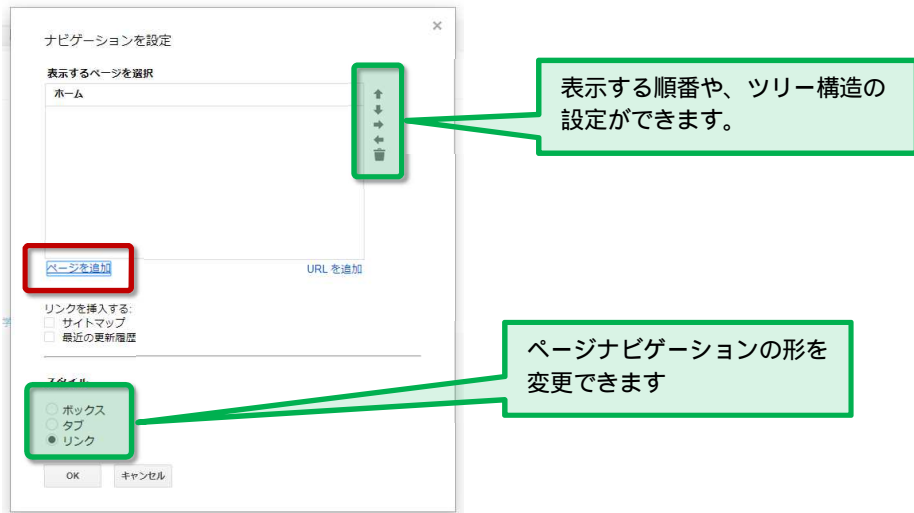 ×
ナビゲーションを設定
表示するページを選択
ホーム
表示する順番や、ツリー構造の
設定ができます。
ページを追加
URL を追加
リンクを挿入する:
サイトマップ
最近の更新履歴
ページナビゲーションの形を
変更できます
スタイル
ボックス
タブ
リンク
OK キャンセル